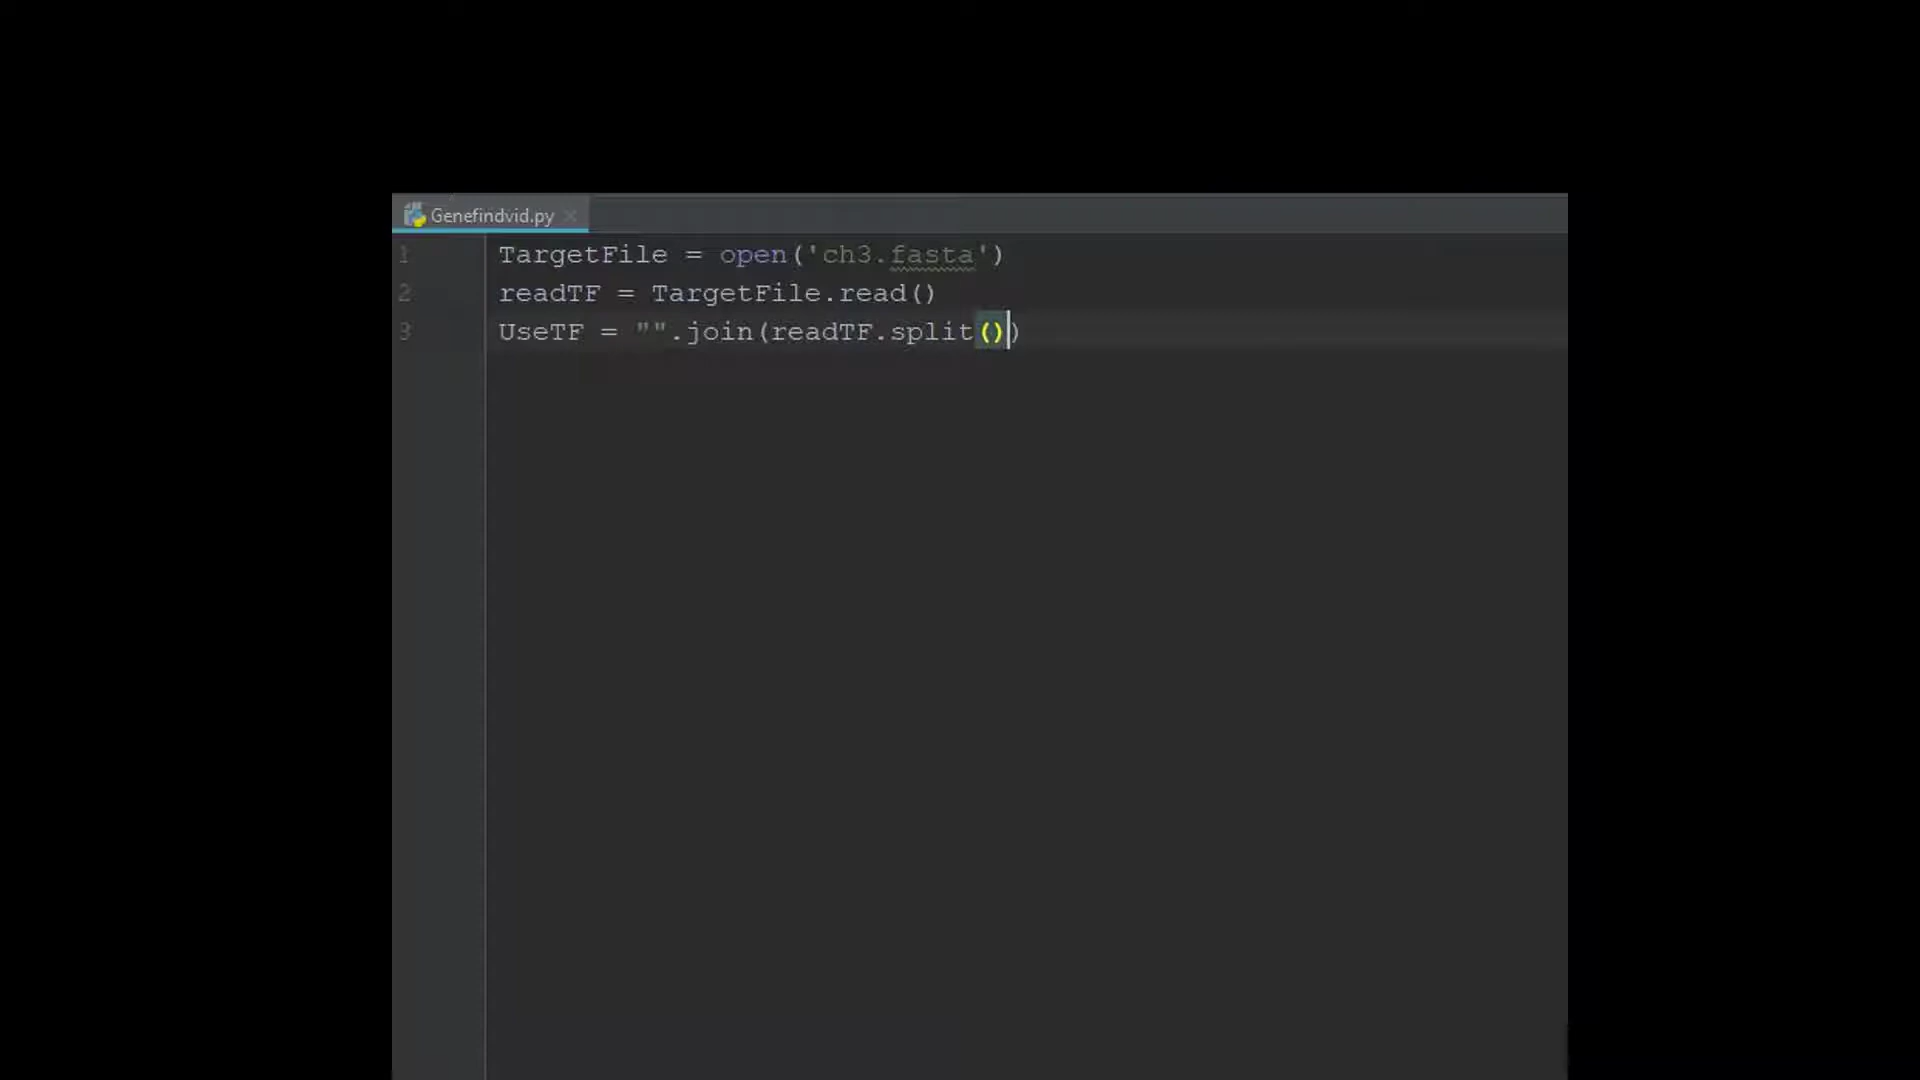 Genefindvid.py
1 TargetFile = open('ch3.fasta')
2 readTF = TargetFile.read()
3 UseTF = "".join(readTF.split())